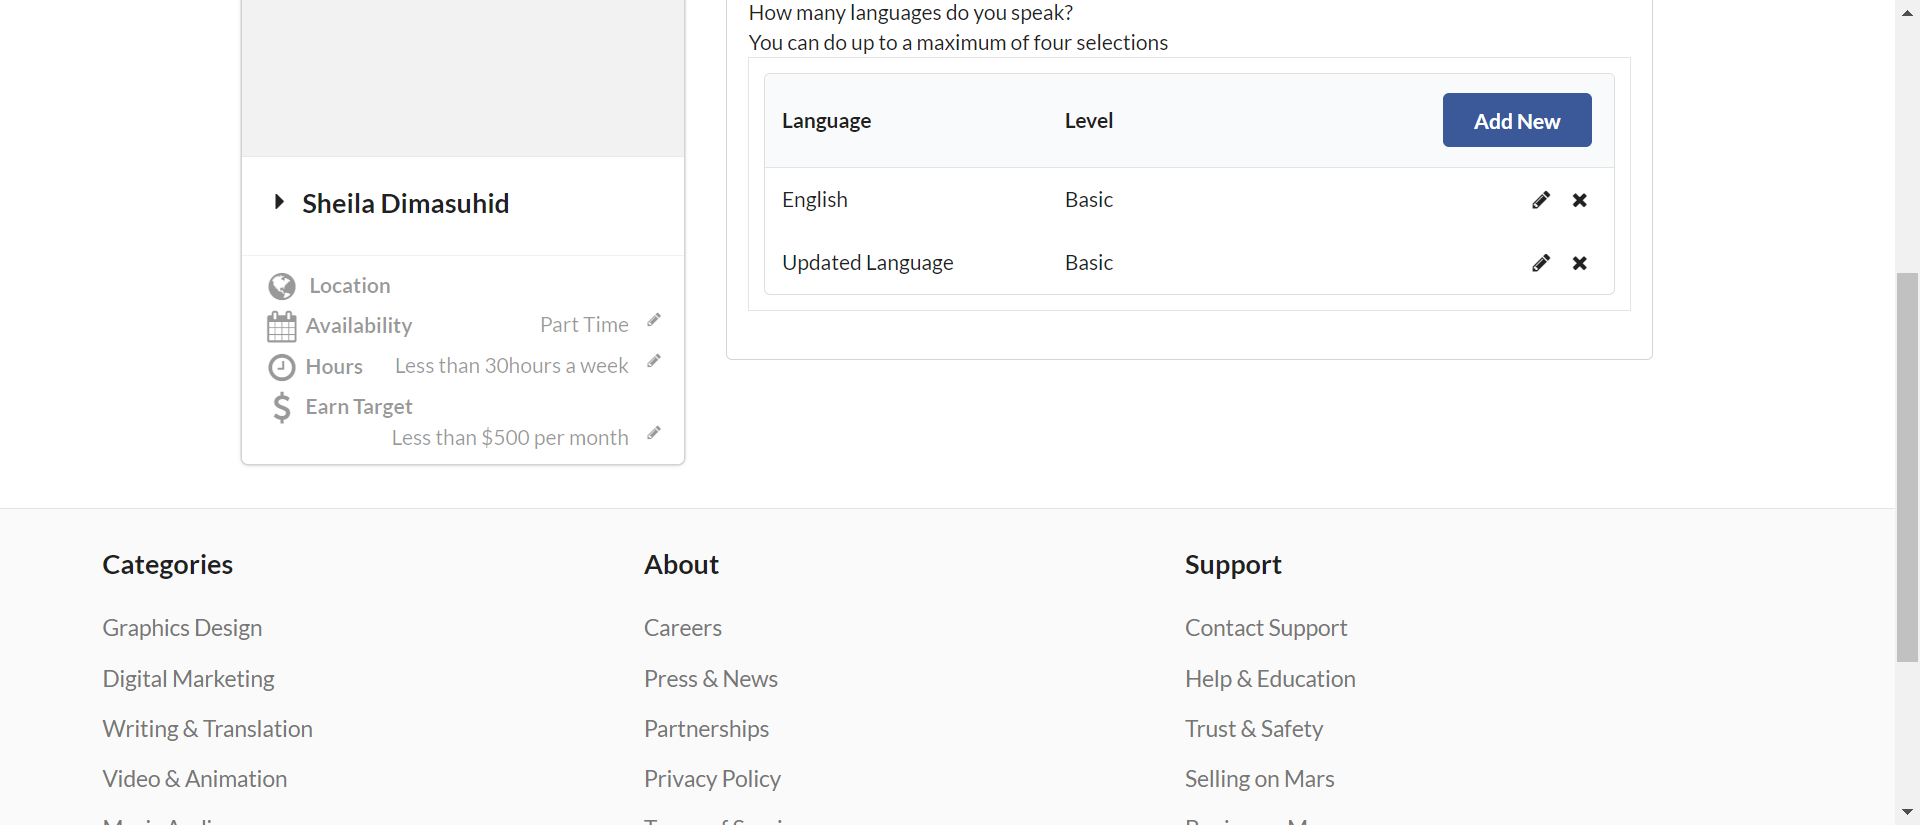 How many languages do you speak?
You can do up to a maximum of four selections
Language Level Add New
English Basic
Updated Language Basic
Sheila Dimasuhid
Location
Availability Part Time
Hours Less than 30hours a week
Earn Target
Less than $500 per month
Categories
Graphics Design
Digital Marketing
Writing & Translation
Video & Animation
About
Careers
Press & News
Partnerships
Privacy Policy
Support
Contact Support
Help & Education
Trust & Safety
Selling on Mars